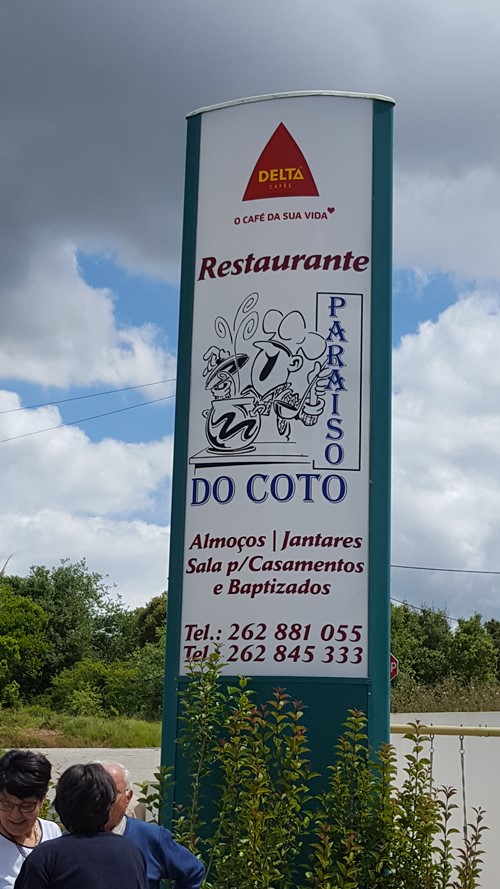 DELTA
CAFÉS
O CAFÉ DA SUA VIDA
Restaurante
PARAISO
DO COTO
Almoços | Jantares
Sala p/Casamentos
e Baptizados
Tel.: 262 881 055
Tel.: 262 845 333